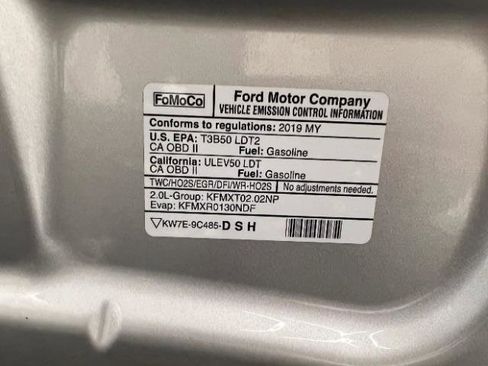 FoMoCo
Ford Motor Company
VEHICLE EMISSION CONTROL INFORMATION
Conforms to regulations: 2019 MY
U.S. EPA: T3B50 LDT2
CA OBD II Fuel: Gasoline
California: ULEV50 LDT
CA OBD II Fuel: Gasoline
TWC/HO2S/EGR/DFI/WR-HO2S No adjustments needed.
2.0L-Group: KFMXT02.02NP
Evap: KFMXR0130NDF
KW7E-9C485-DSH